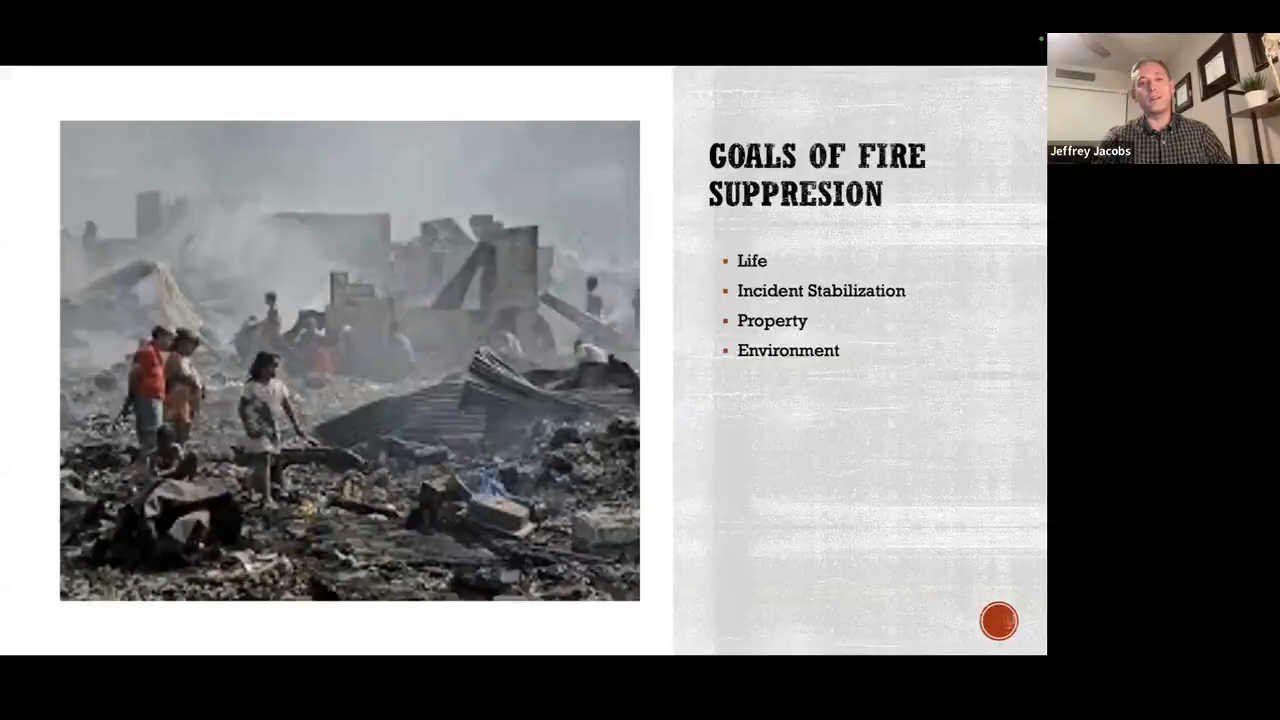 GOALS OF FIRE
SUPPRESION
Life
Incident Stabilization
Property
Environment
Jeffrey Jacobs